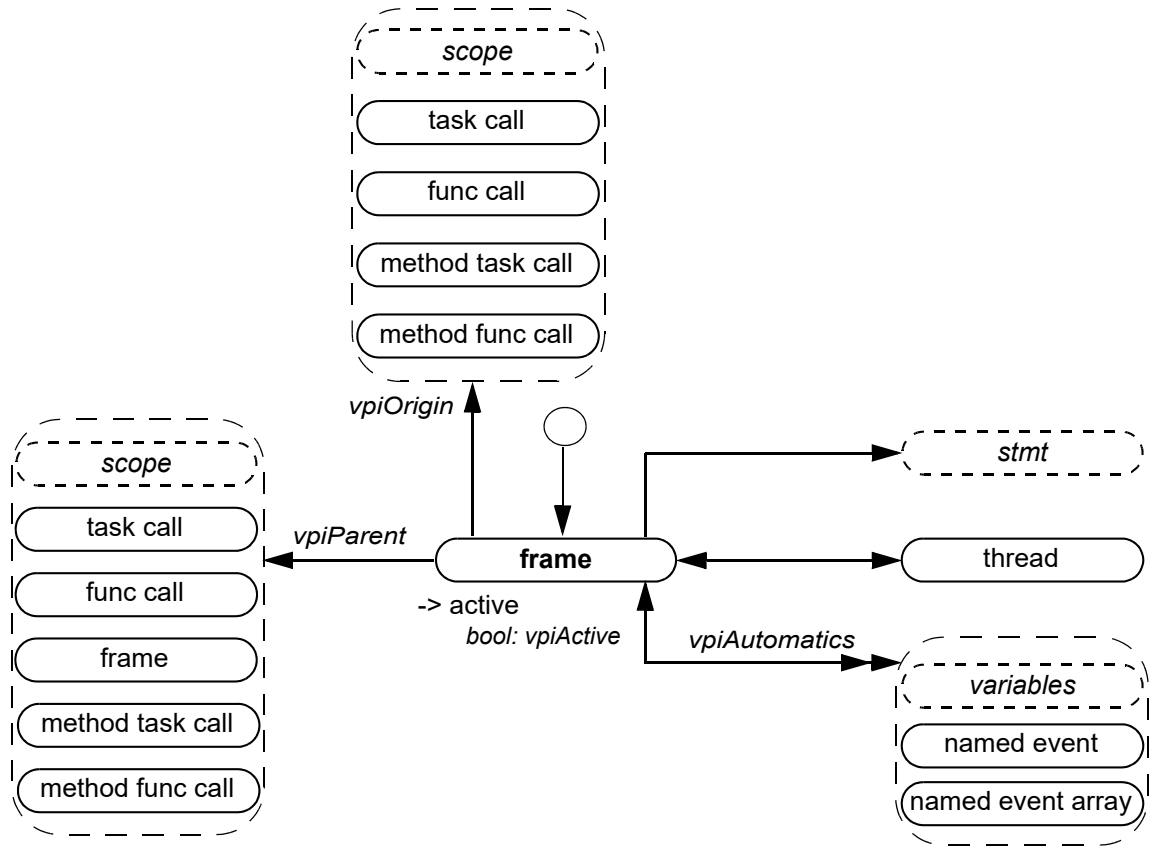 scope
task call
func call
method task call
method func call
vpiOrigin
scope
task call
func call
frame
method task call
method func call
vpiParent
frame
-> active
bool: vpiActive
stmt
thread
vpiAutomatics
variables
named event
named event array